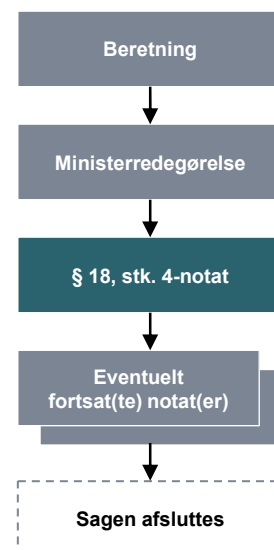 Beretning
Ministerredegørelse
§ 18, stk. 4-notat
Eventuelt
fortsat(te) notat(er)
Sagen afsluttes